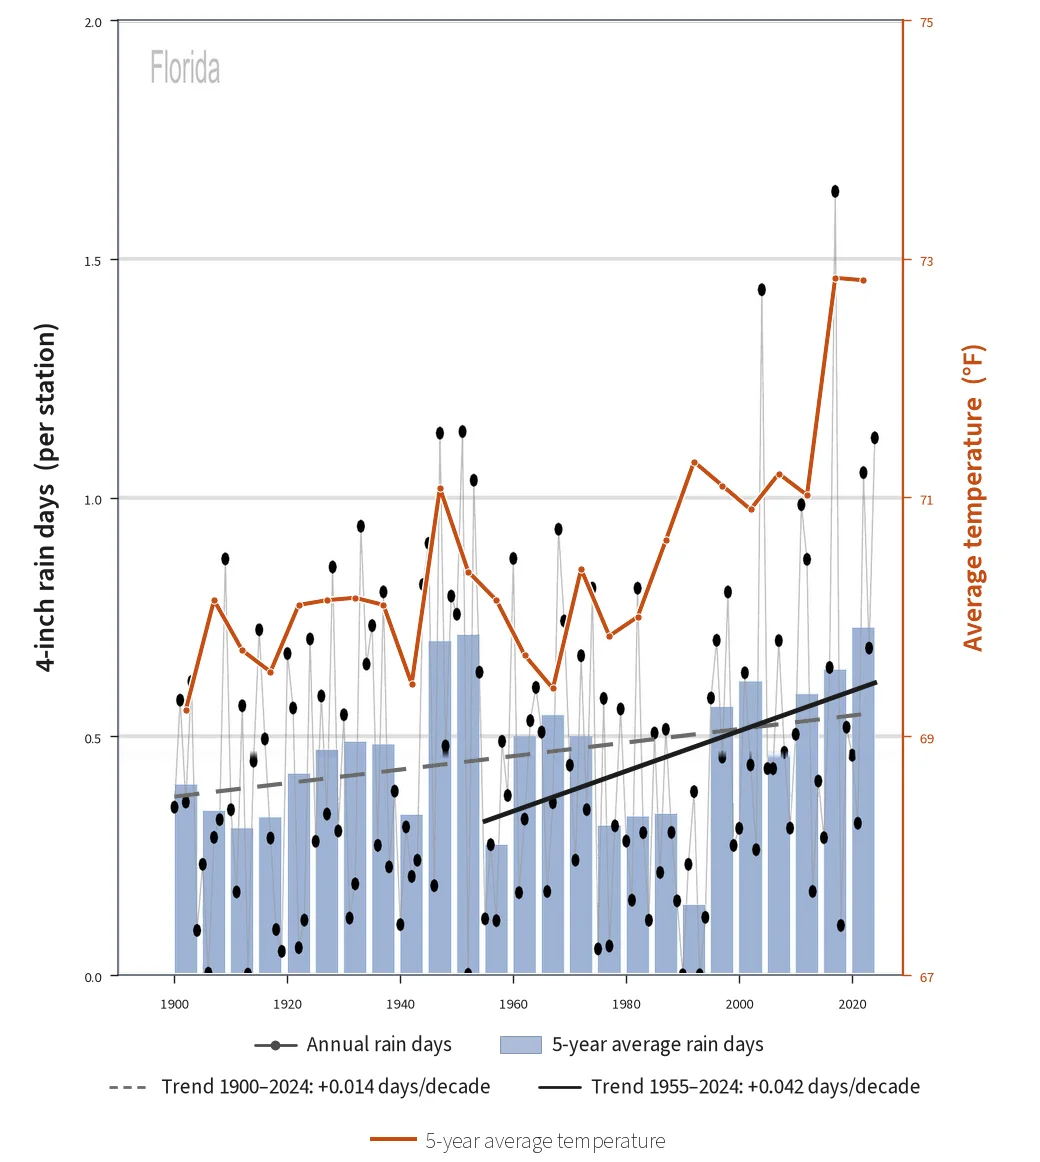 Florida
4-inch rain days (per station)
2.0
1.5
1.0
0.5
0.0
75
73
71
69
67
Average temperature (°F)
1900 1920 1940 1960 1980 2000 2020
Annual rain days 5-year average rain days
Trend 1900–2024: +0.014 days/decade Trend 1955–2024: +0.042 days/decade
5-year average temperature